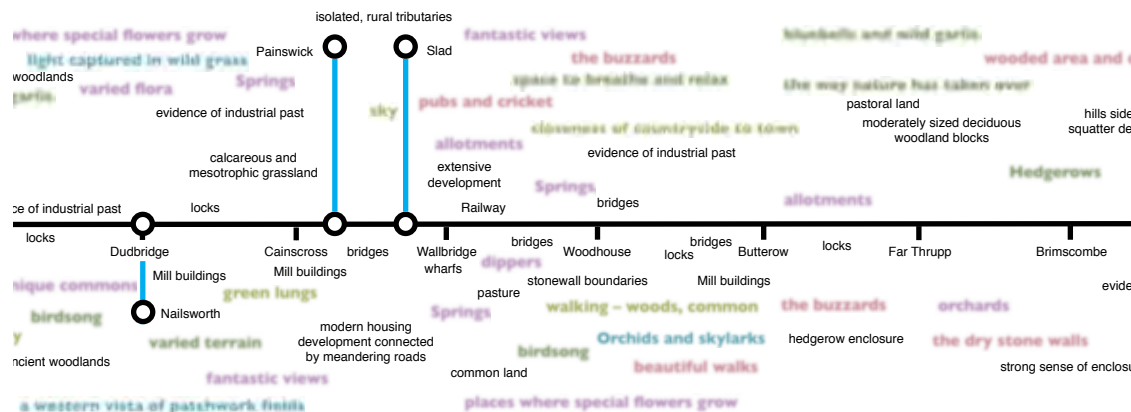 isolated, rural tributaries
where special flowers grow
fantastic views
bluebells and wild garlic
Painswick
Slad
light captured in wild grass
the buzzards
wooded area and
woodlands
Springs
space to breathe and relax
the way nature has taken over
varied flora
garlic
pubs and cricket
pastoral land
evidence of industrial past
sky
hills side
moderately sized deciduous
woodland blocks
squatter
closeness of countryside to town
allotments
evidence of industrial past
calcareous and
mesotrophic grassland
extensive
development
Hedgerows
Springs
bridges
allotments
ce of industrial past
locks
Railway
locks
Dudbridge
Cainscross
bridges
Wallbridge
wharfs
bridges
Woodhouse
bridges
locks
Butterow
locks
Far Thrupp
Brimscombe
Mill buildings
Mill buildings
dippers
stonewall boundaries
Mill buildings
nique commons
green lungs
pasture
evide
birdsong
Nailsworth
Springs
walking – woods, common
the buzzards
orchards
y
varied terrain
modern housing
development connected
by meandering roads
Orchids and skylarks
hedgerow enclosure
the dry stone walls
ncient woodlands
birdsong
beautiful walks
strong sense of enclosu
fantastic views
common land
a western vista of patchwork fields
places where special flowers grow